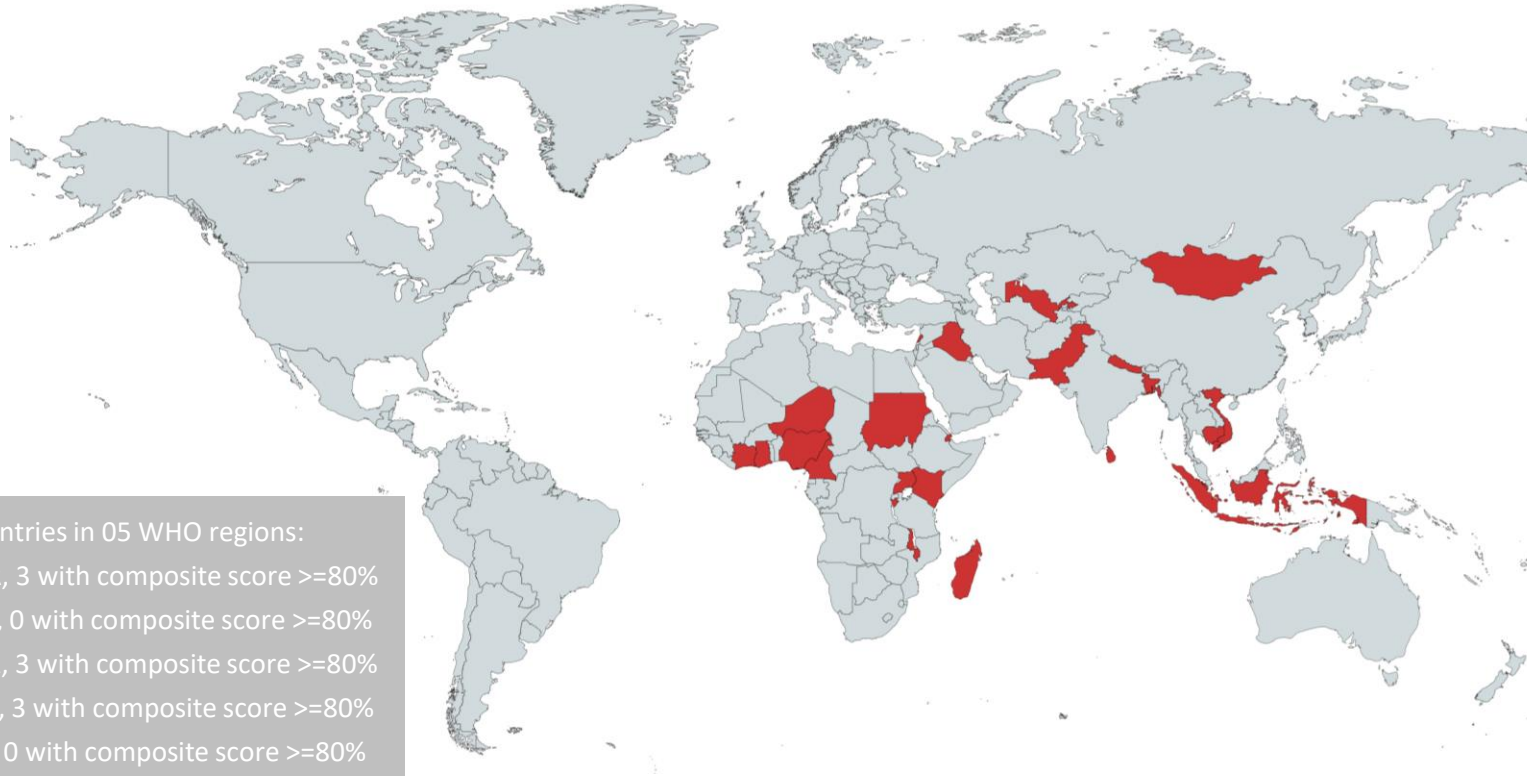 ntries in 05 WHO regions:
, 3 with composite score >=80%
, 0 with composite score >=80%
, 3 with composite score >=80%
, 3 with composite score >=80%
0 with composite score >=80%